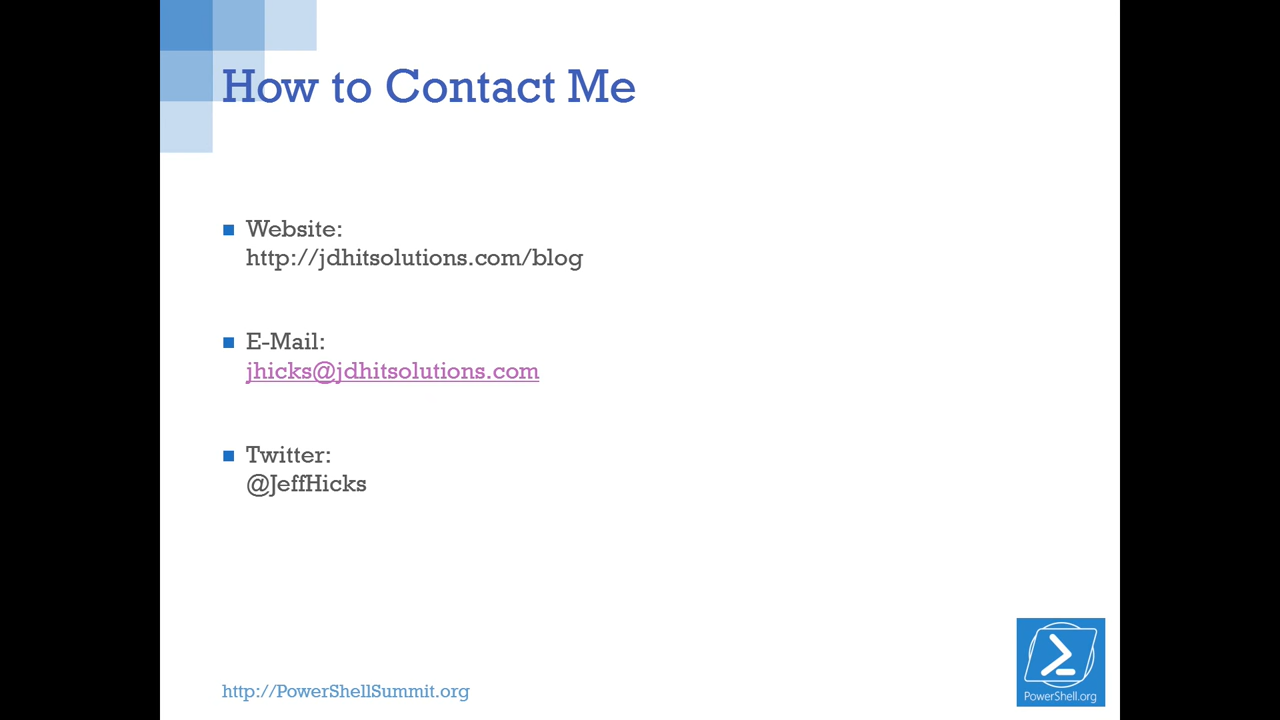 How to Contact Me
Website:
http://jdhitsolutions.com/blog
E-Mail:
jhicks@jdhitsolutions.com
Twitter:
@JeffHicks
http://PowerShellSummit.org
PowerShell.org